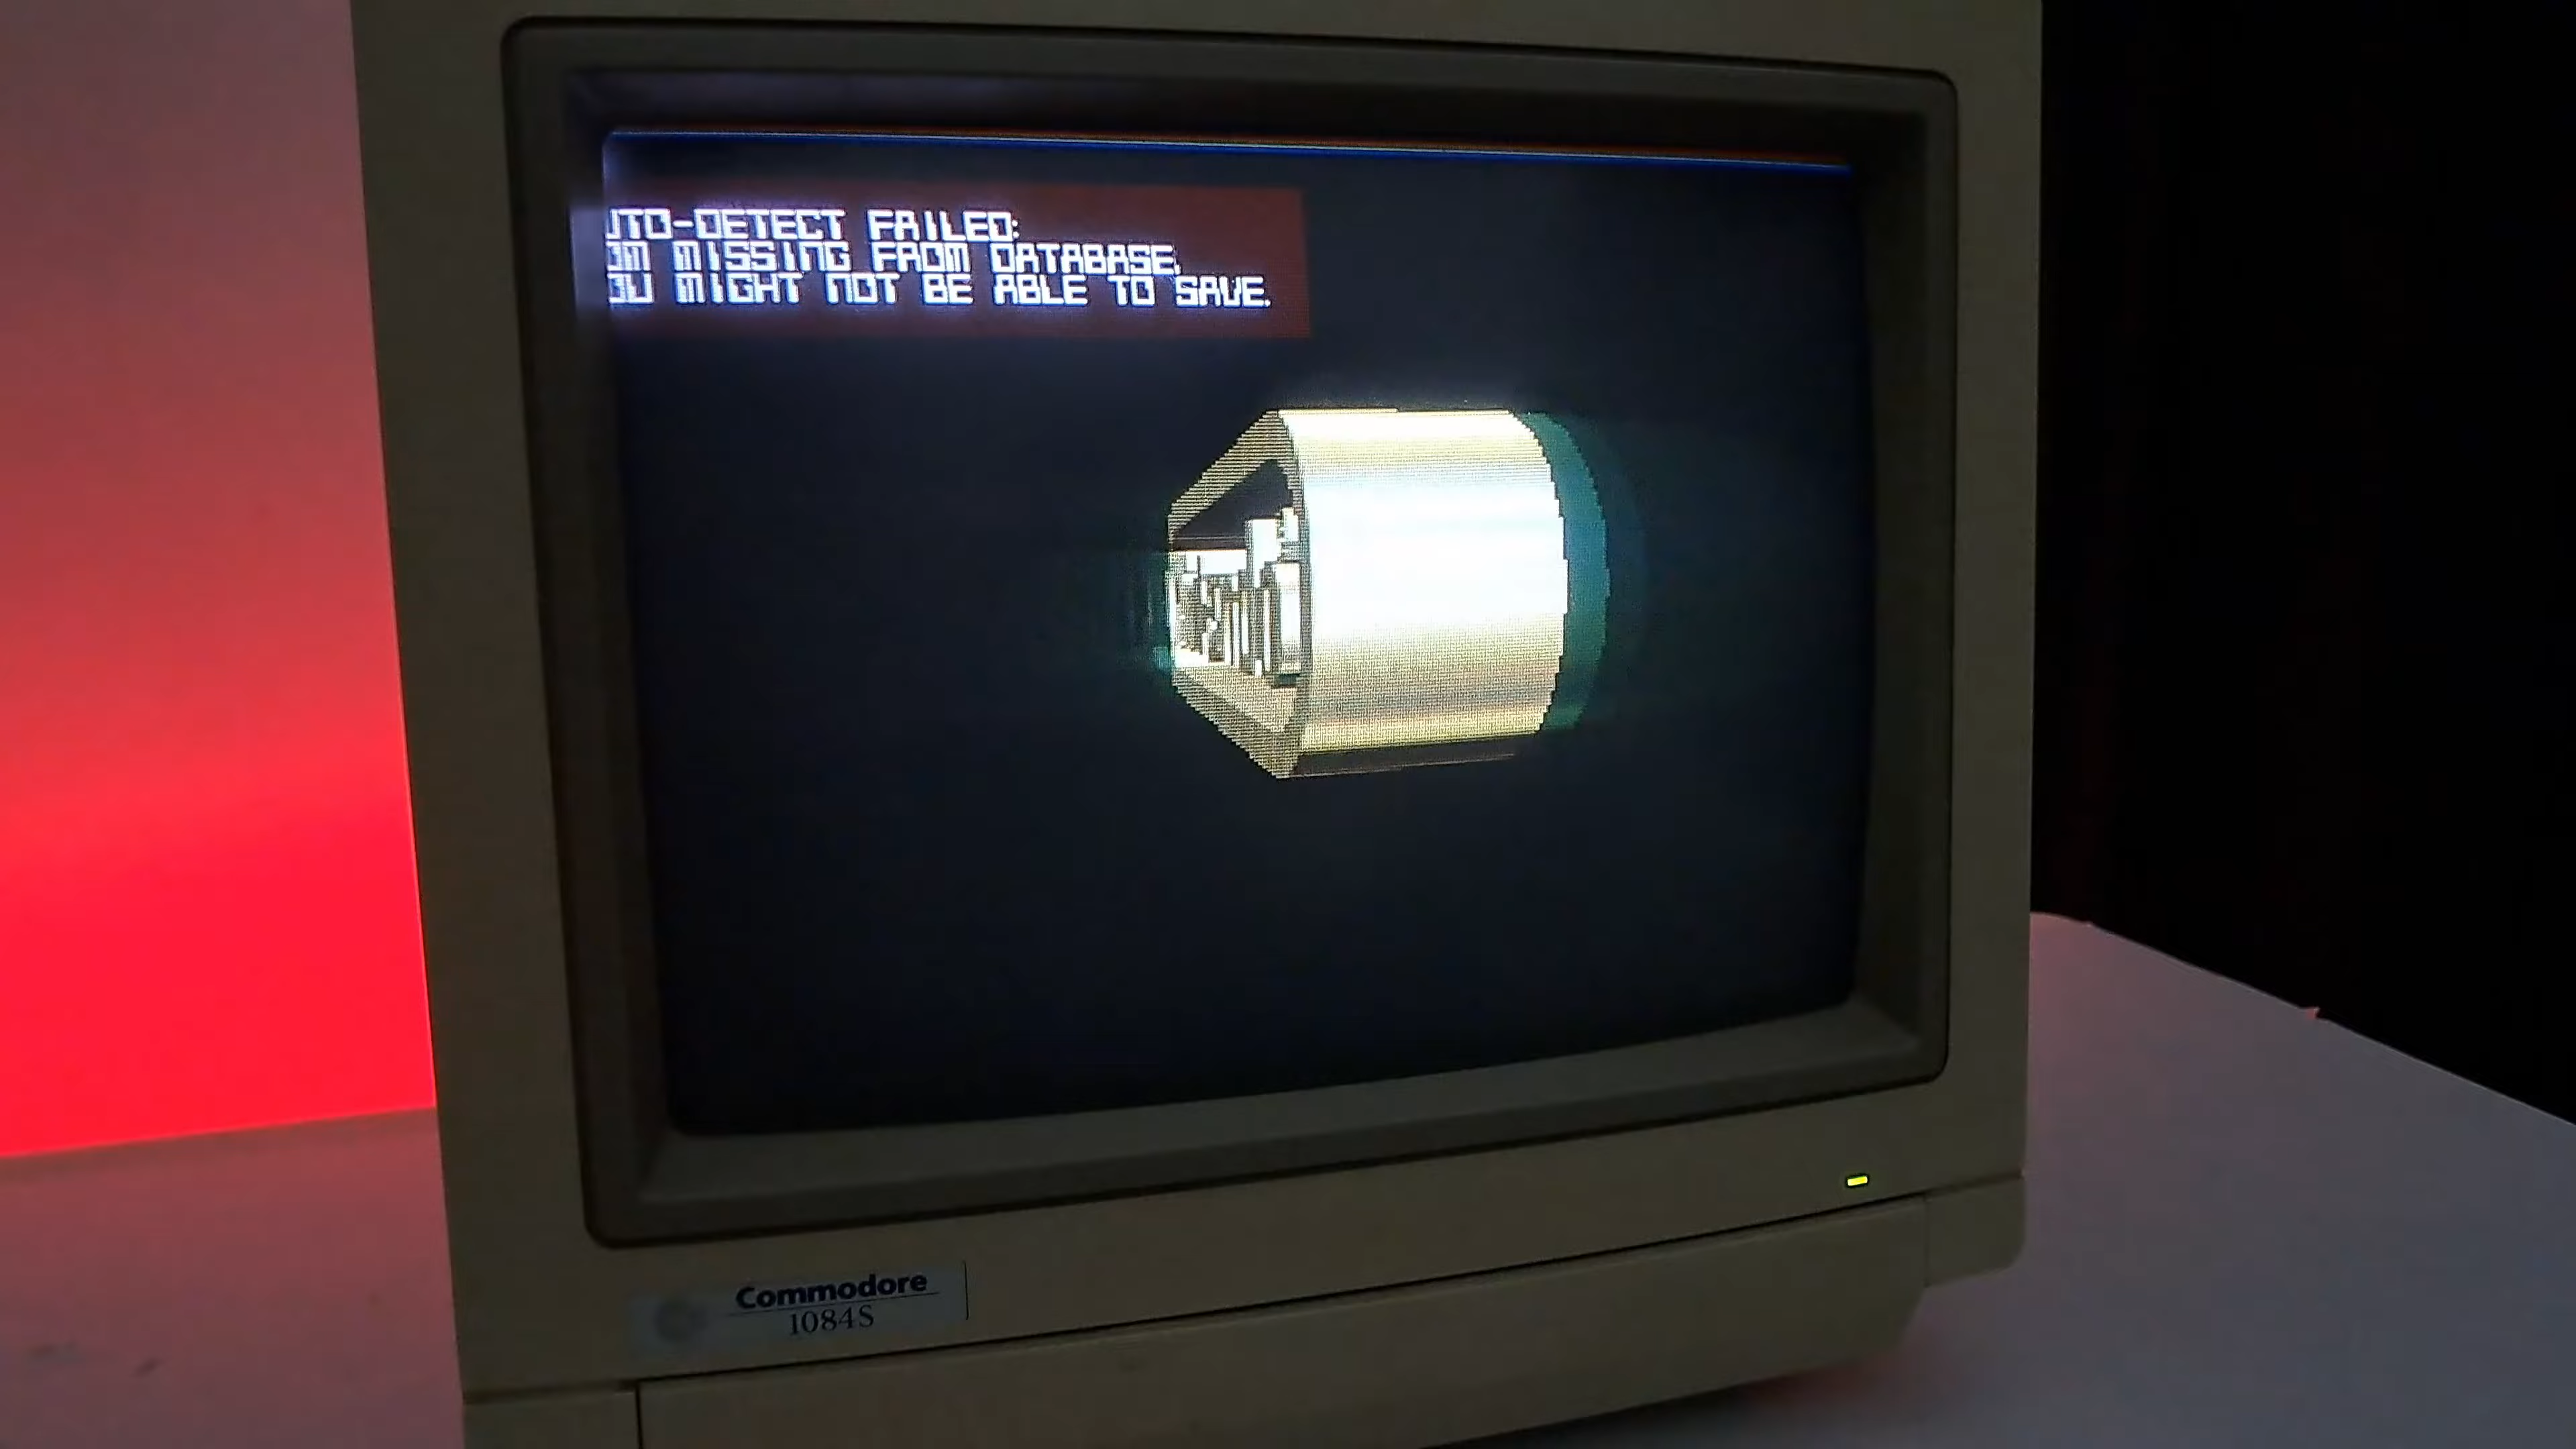 UTO-DETECT FAILED:
OM MISSING FROM DATABASE.
OU MIGHT NOT BE ABLE TO SAVE.
Commodore
1084S